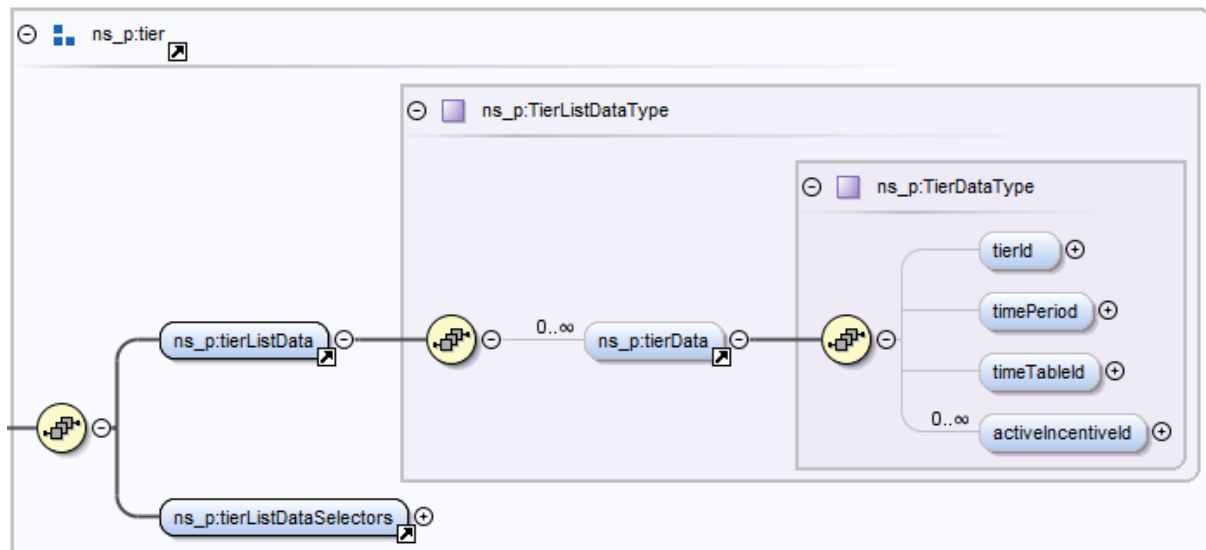 ns_p:tier
ns_p:TierListDataType
ns_p:TierDataType
tierId
timePeriod
ns_p:tierListData
0..∞
ns_p:tierData
timeTableId
0..∞
activeIncentiveId
ns_p:tierListDataSelectors